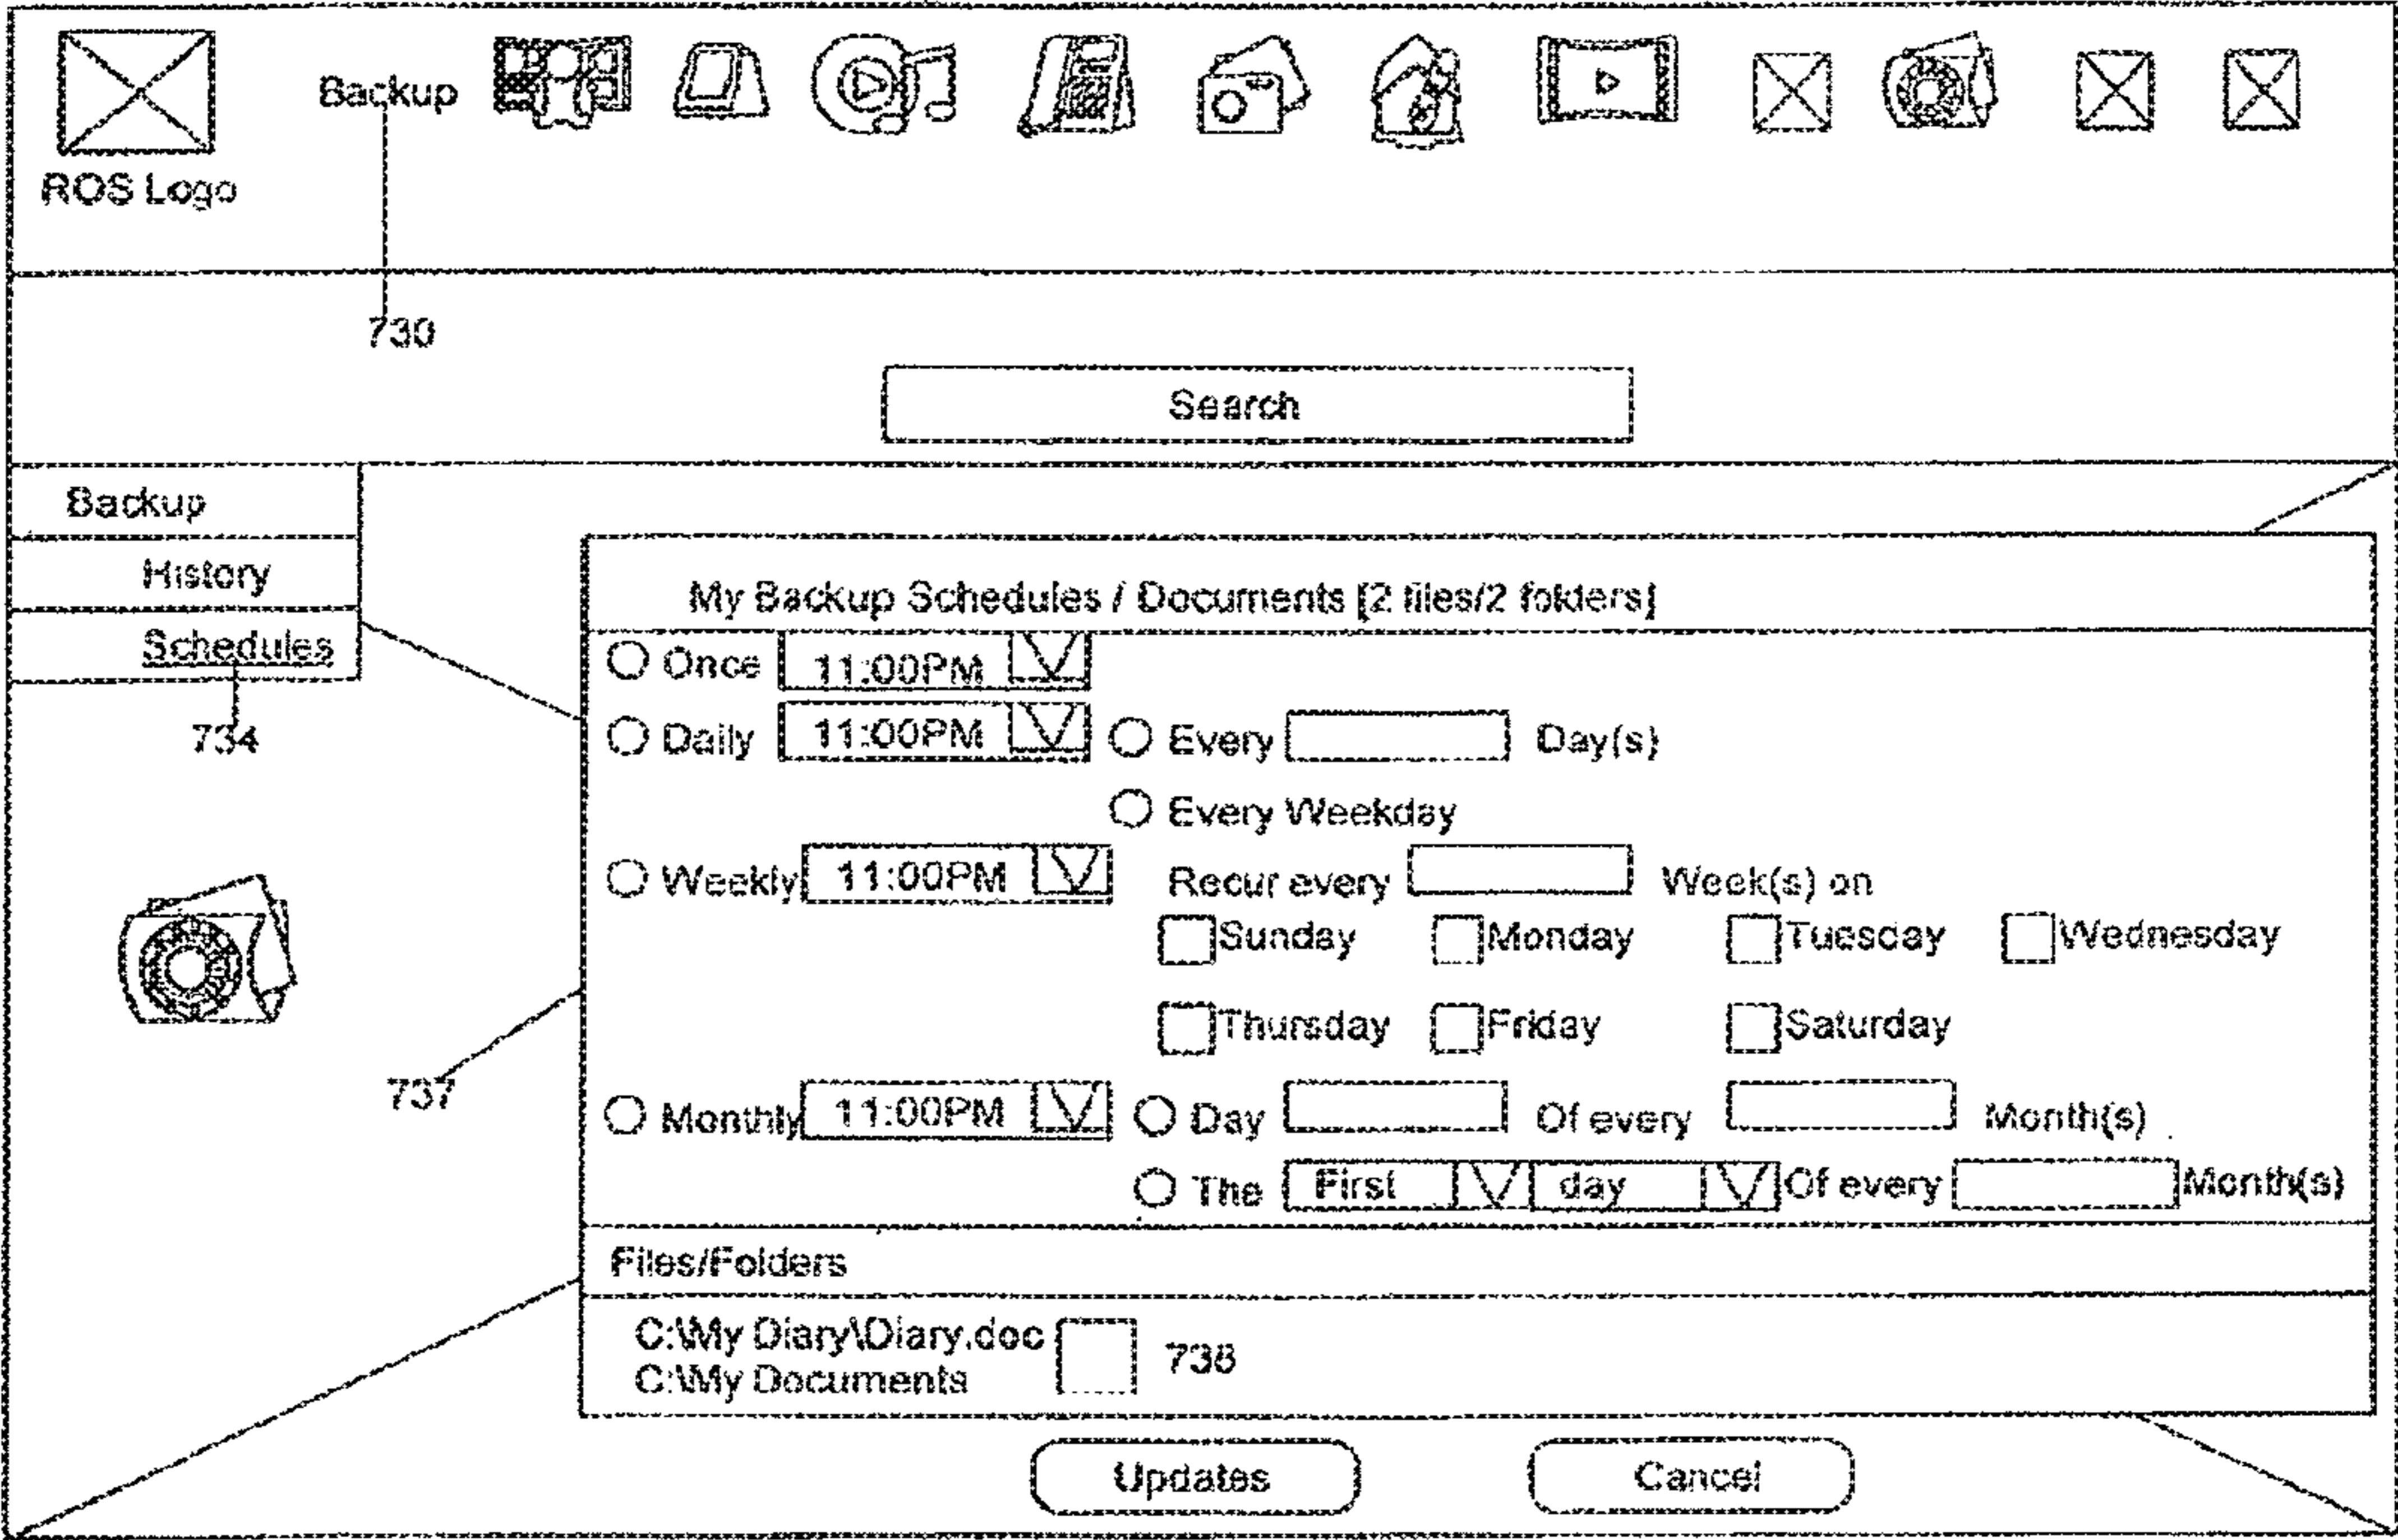 Backup
ROS Logo
730
Search
Backup
History
Schedules
734
My Backup Schedules / Documents [2 files/2 folders]
Once 11:00PM
Daily 11:00PM Every Day(s)
Every Weekday
Weekly 11:00PM Recur every Week(s) on
Sunday Monday Tuesday Wednesday
Thursday Friday Saturday
737
Monthly 11:00PM Day Of every Month(s)
The First day Of every Month(s)
Files/Folders
C:\My Diary\Diary.doc
C:\My Documents
738
Updates Cancel